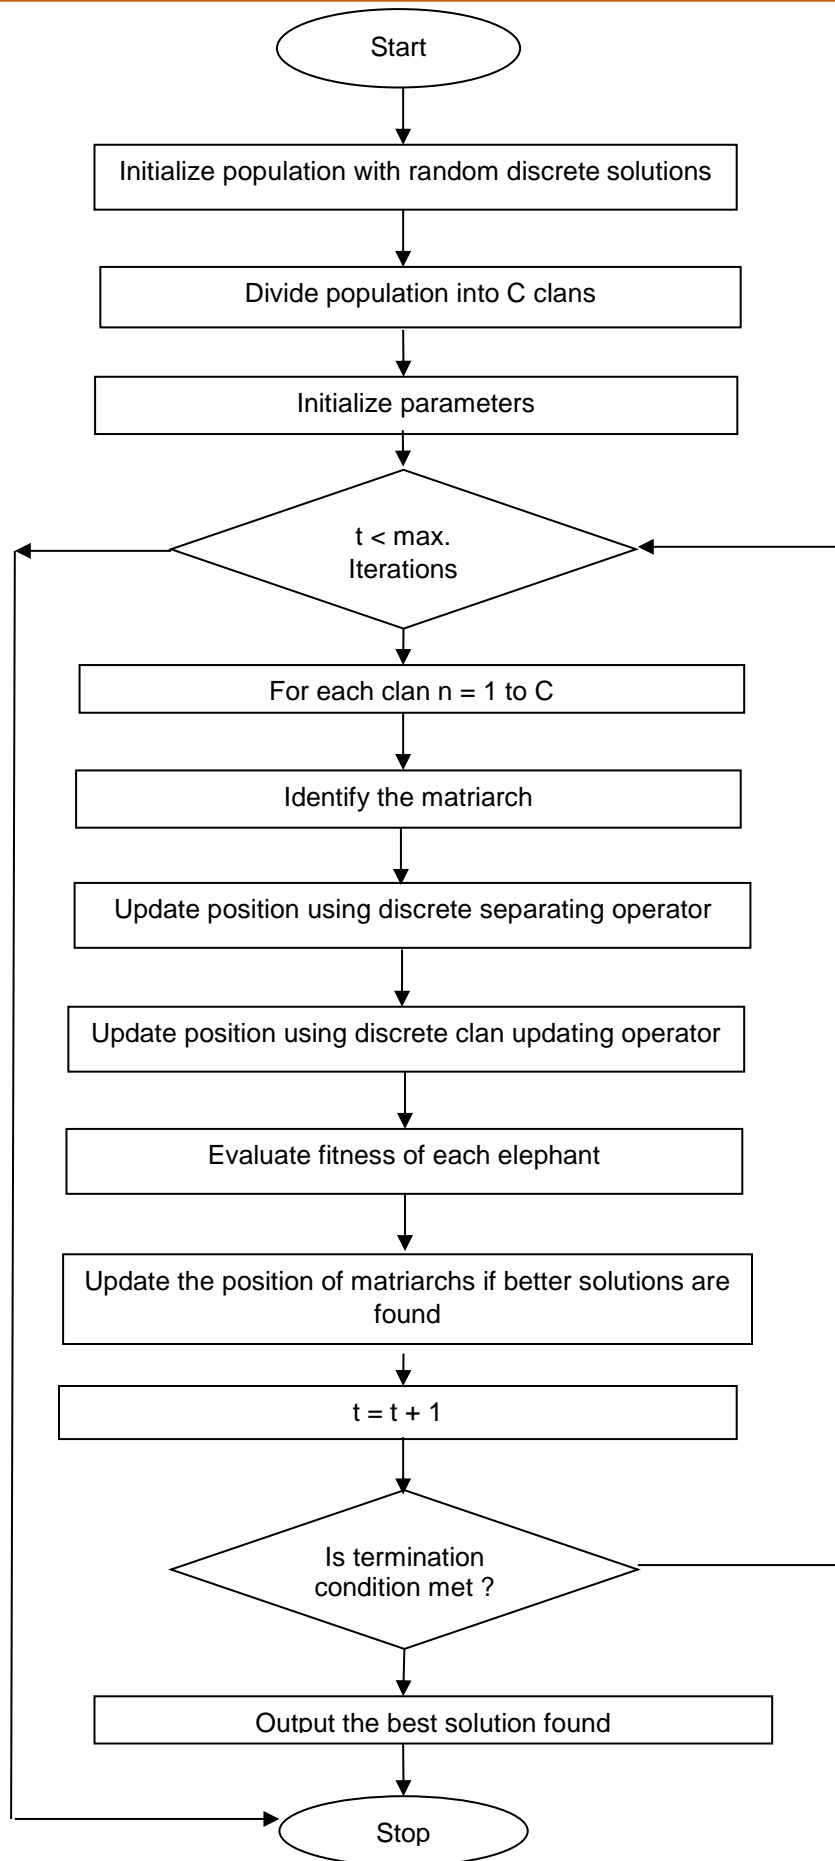 Start
Initialize population with random discrete solutions
Divide population into C clans
Initialize parameters
t < max.
Iterations
For each clan n = 1 to C
Identify the matriarch
Update position using discrete separating operator
Update position using discrete clan updating operator
Evaluate fitness of each elephant
Update the position of matriarchs if better solutions are
found
t = t + 1
Is termination
condition met ?
Output the best solution found
Stop